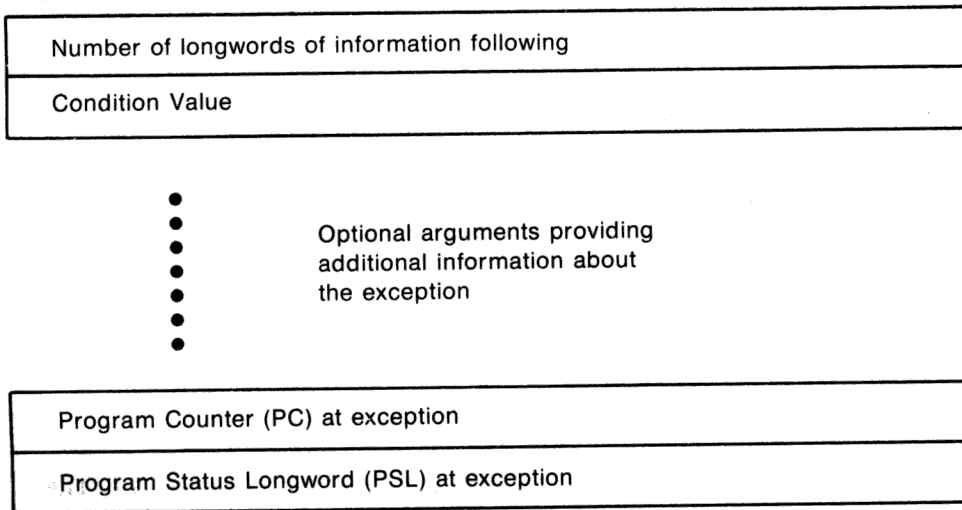 Number of longwords of information following
Condition Value
Optional arguments providing
additional information about
the exception
Program Counter (PC) at exception
Program Status Longword (PSL) at exception